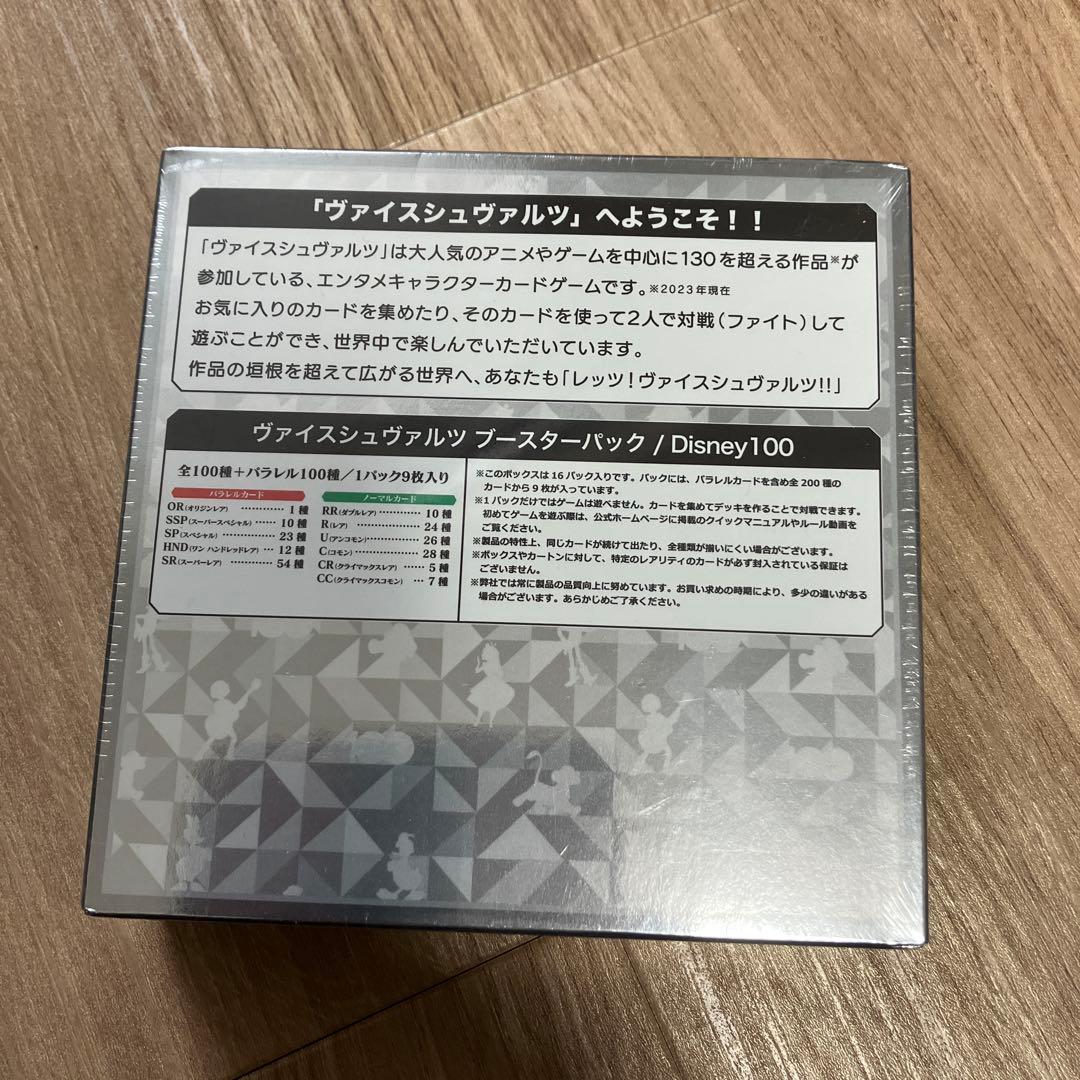 「ヴァイスシュヴァルツ」へようこそ！！
「ヴァイスシュヴァルツ」は大人気のアニメやゲームを中心に130を超える作品※が
参加している、エンタメキャラクターカードゲームです。※2023年現在
お気に入りのカードを集めたり、そのカードを使って2人で対戦（ファイト）して
遊ぶことができ、世界中で楽しんでいただいています。
作品の垣根を超えて広がる世界へ、あなたも「レッツ！ヴァイスシュヴァルツ!!」
ヴァイスシュヴァルツ ブースターパック / Disney100
全100種＋パラレル100種／1パック9枚入り
パラレルカード
OR（オリジンレア） ………… 1 種
SSP（スーパースペシャル） …… 10 種
SP（スペシャル） ……………… 23 種
HND（ワン ハンドレッドレア） … 12 種
SR（スーパーレア） ………… 54 種
ノーマルカード
RR（ダブルレア） ………… 10 種
R（レア） …………………… 24 種
U（アンコモン） …………… 26 種
C（コモン） ………………… 28 種
CR（クライマックスレア） …… 5 種
CC（クライマックスコモン） … 7 種
※このボックスは 16 パック入りです。パックには、パラレルカードを含め全 200 種の
カードから 9 枚が入っています。
※1 パックだけではゲームは遊べません。カードを集めてデッキを作ることで対戦できます。
初めてゲームを遊ぶ際は、公式ホームページに掲載のクイックマニュアルやルール動画を
ご覧ください。
※製品の特性上、同じカードが続けて出たり、全種類が揃いにくい場合がございます。
※ボックスやカートンに対して、特定のレアリティのカードが必ず封入されている保証は
ございません。
※弊社では常に製品の品質向上に努めています。お買い求めの時期により、多少の違いがある
場合がございます。あらかじめご了承ください。